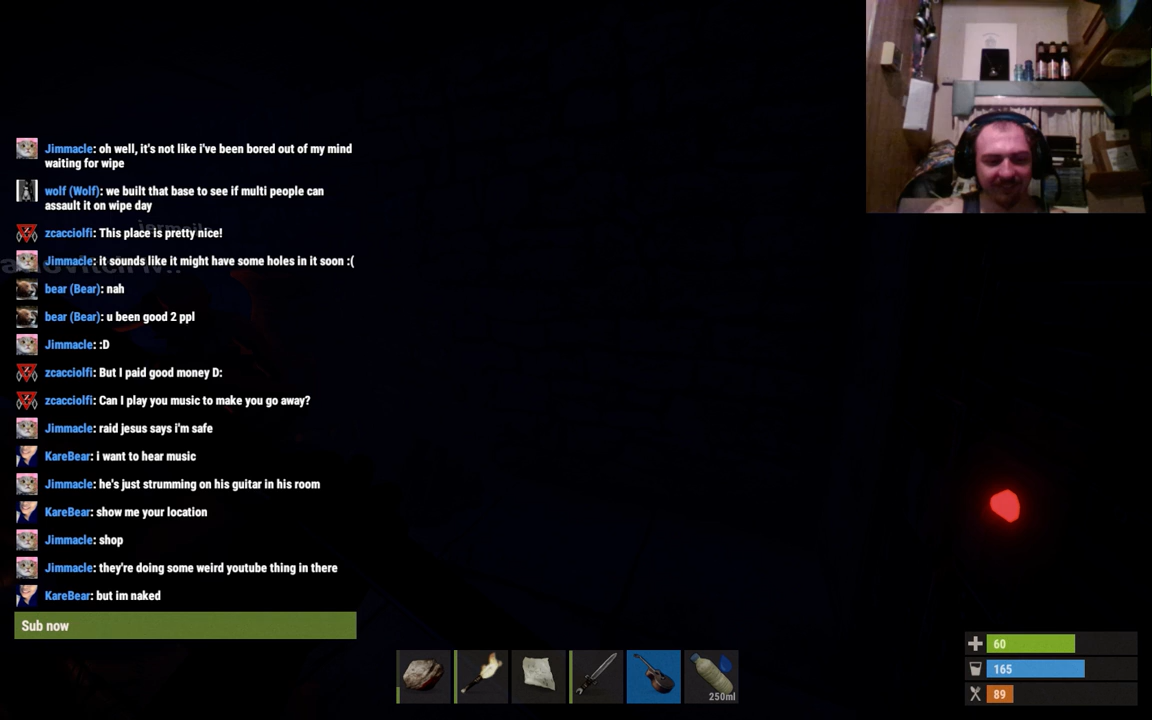 Jimmacle: oh well, it's not like i've been bored out of my mind
waiting for wipe
wolf (Wolf): we built that base to see if multi people can
assault it on wipe day
zcacciolfi: This place is pretty nice!
Jimmacle: it sounds like it might have some holes in it soon :(
bear (Bear): nah
bear (Bear): u been good 2 ppl
Jimmacle: :D
zcacciolfi: But I paid good money D:
zcacciolfi: Can I play you music to make you go away?
Jimmacle: raid jesus says i'm safe
KareBear: i want to hear music
Jimmacle: he's just strumming on his guitar in his room
KareBear: show me your location
Jimmacle: shop
Jimmacle: they're doing some weird youtube thing in there
KareBear: but im naked
Sub now
250ml
60
165
89